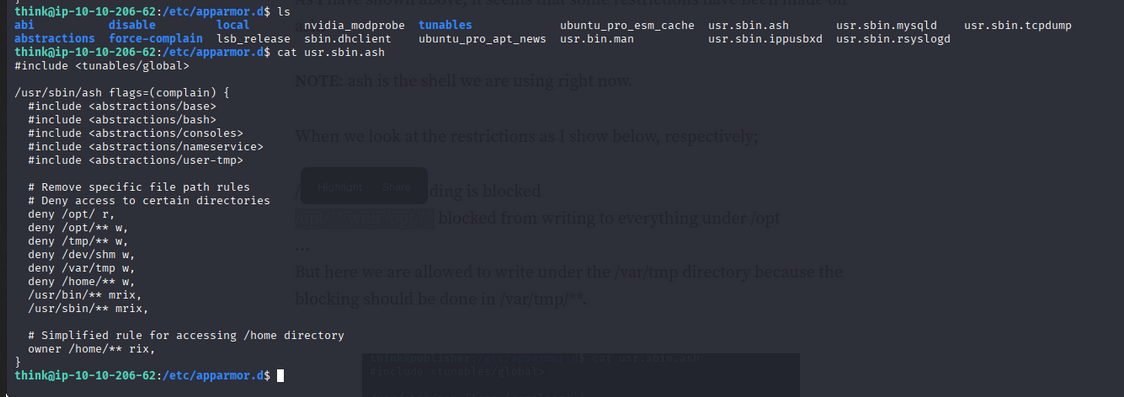 think@ip-10-10-206-62:/etc/apparmor.d$ ls
abi disable local nvidia_modprobe tunables ubuntu_pro_esm_cache usr.sbin.ash usr.sbin.mysqld usr.sbin.tcpdump
abstractions force-complain lsb_release sbin.dhclient ubuntu_pro_apt_news usr.bin.man usr.sbin.ippusbxd usr.sbin.rsyslogd
think@ip-10-10-206-62:/etc/apparmor.d$ cat usr.sbin.ash
#include <tunables/global>
/usr/sbin/ash flags=(complain) {
#include <abstractions/base>
#include <abstractions/bash>
#include <abstractions/consoles>
#include <abstractions/nameservice>
#include <abstractions/user-tmp>
# Remove specific file path rules
# Deny access to certain directories
deny /opt/ r,
deny /opt/** w,
deny /tmp/** w,
deny /dev/shm w,
deny /var/tmp w,
deny /home/** w,
/usr/bin/** mrix,
/usr/sbin/** mrix,
# Simplified rule for accessing /home directory
owner /home/** rix,
}
think@ip-10-10-206-62:/etc/apparmor.d$
NOTE: ash is the shell we are using right now.
When we look at the restrictions as I show below, respectively;
Highlight Share
ding is blocked
blocked from writing to everything under /opt
...
But here we are allowed to write under the /var/tmp directory because the
blocking should be done in /var/tmp/**.
#include <tunables/global>